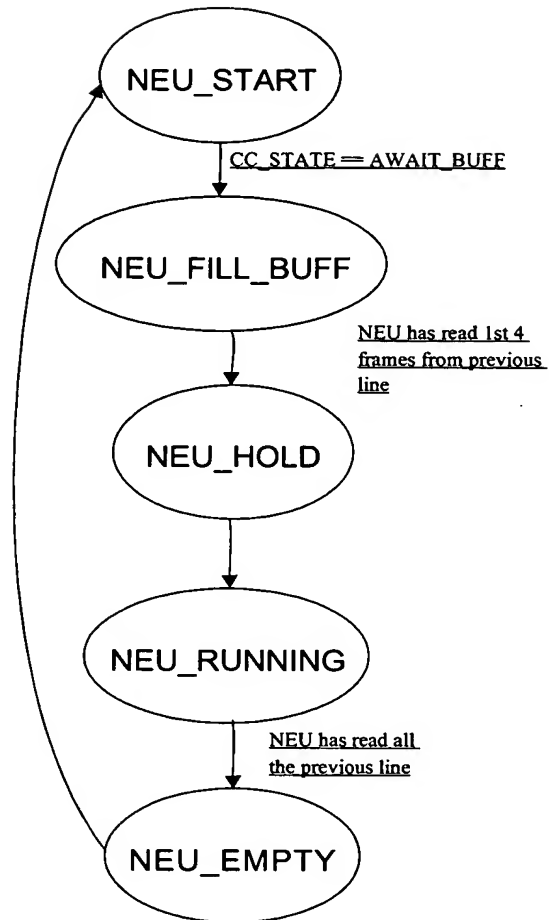 NEU_START
CC_STATE == AWAIT_BUFF
NEU_FILL_BUFF
NEU has read 1st 4
frames from previous
line
NEU_HOLD
NEU_RUNNING
NEU has read all
the previous line
NEU_EMPTY